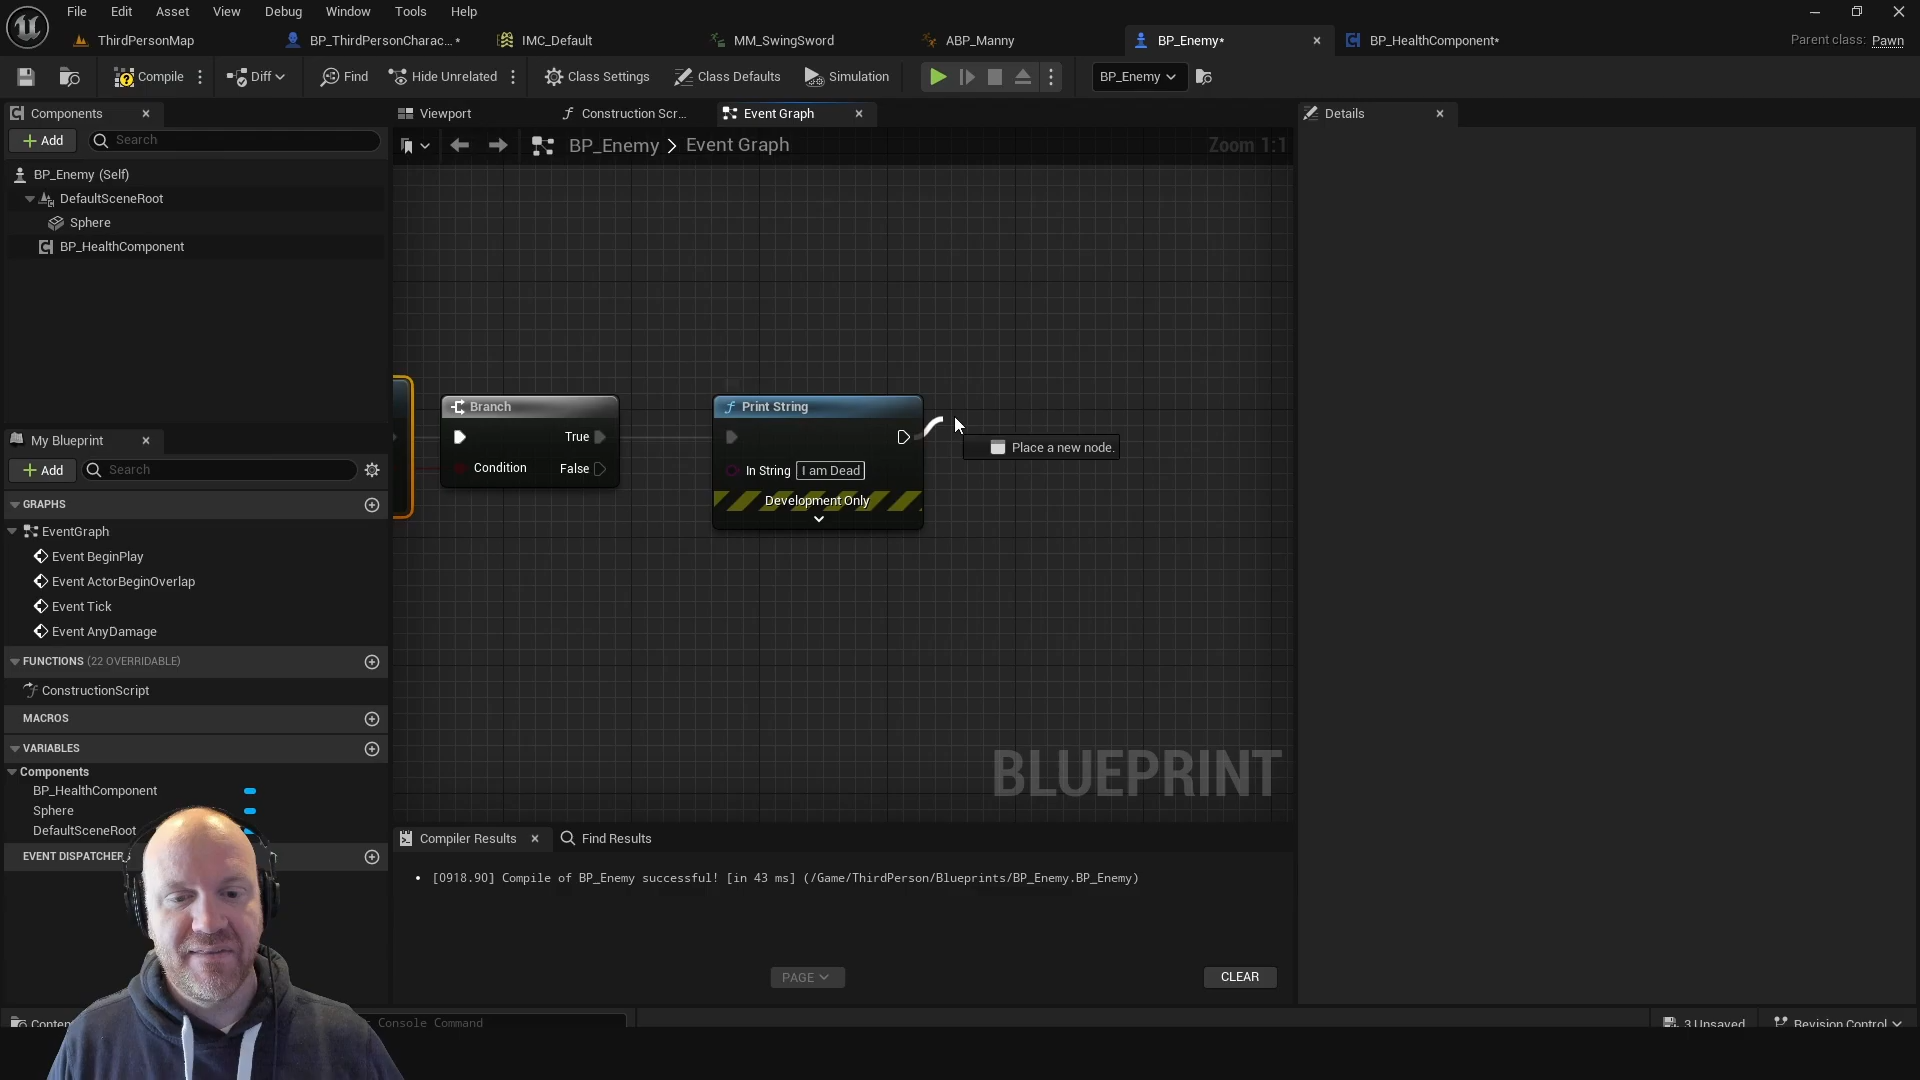 File Edit Asset View Debug Window Tools Help
ThirdPersonMap BP_ThirdPersonCharac...* IMC_Default MM_SwingSword ABP_Manny BP_Enemy* BP_HealthComponent* Parent class: Pawn
Compile Diff Find Hide Unrelated Class Settings Class Defaults Simulation BP_Enemy
Components Viewport Construction Scr... Event Graph Details
Add Search
BP_Enemy > Event Graph Zoom 1:1
BP_Enemy (Self)
DefaultSceneRoot
Sphere
BP_HealthComponent
Branch
True
Condition False
Print String
In String I am Dead
Development Only
Place a new node.
My Blueprint
Add Search
GRAPHS
EventGraph
Event BeginPlay
Event ActorBeginOverlap
Event Tick
Event AnyDamage
FUNCTIONS (22 OVERRIDABLE)
ConstructionScript
MACROS
VARIABLES
Components
BP_HealthComponent
Sphere
DefaultSceneRoot
EVENT DISPATCHER
BLUEPRINT
Compiler Results Find Results
[0918.90] Compile of BP_Enemy successful! [in 43 ms] (/Game/ThirdPerson/Blueprints/BP_Enemy.BP_Enemy)
PAGE CLEAR
Console Command 3 Unsaved Revision Control